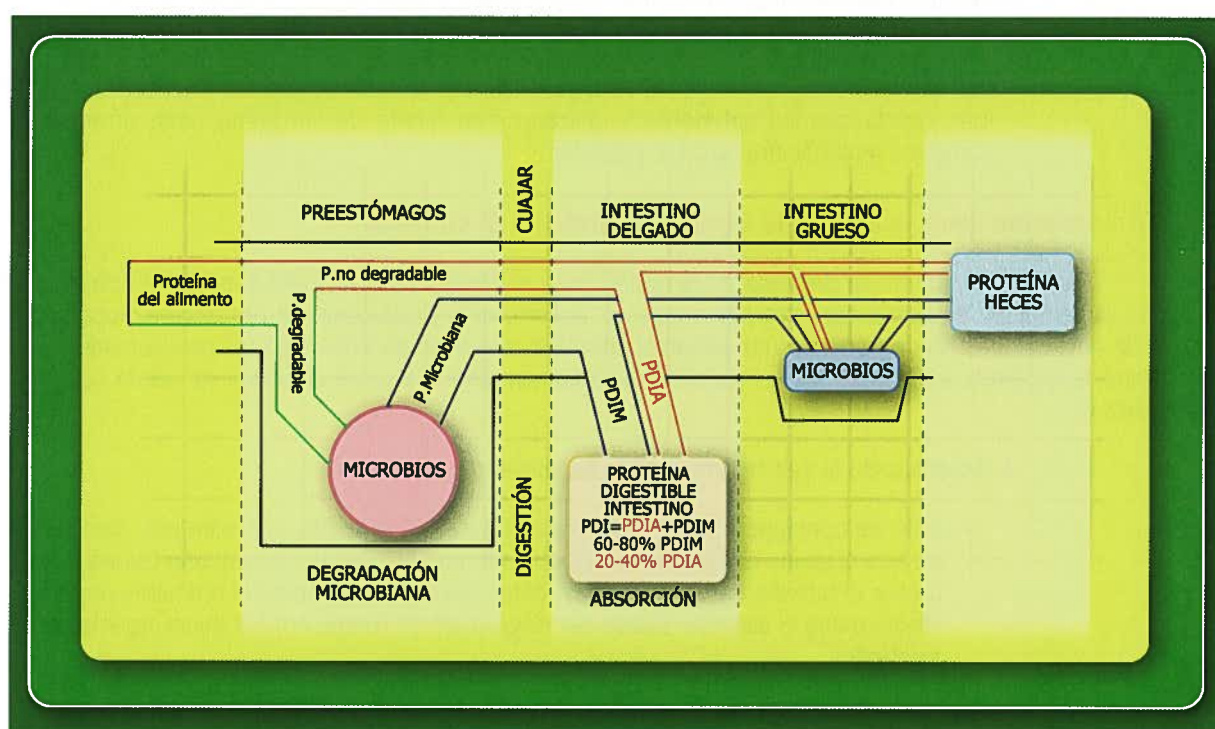 PREESTÓMAGOS
CUAJAR
INTESTINO
DELGADO
INTESTINO
GRUESO
Proteína
del alimento
P.no degradable
P.degradable
P.Microbiana
PROTEÍNA
HECES
MICROBIOS
PDIM
PDIA
MICROBIOS
PROTEÍNA
DIGESTIBLE
INTESTINO
PDI=PDIA+PDIM
60-80% PDIM
20-40% PDIA
DEGRADACIÓN
MICROBIANA
DIGESTIÓN
ABSORCIÓN